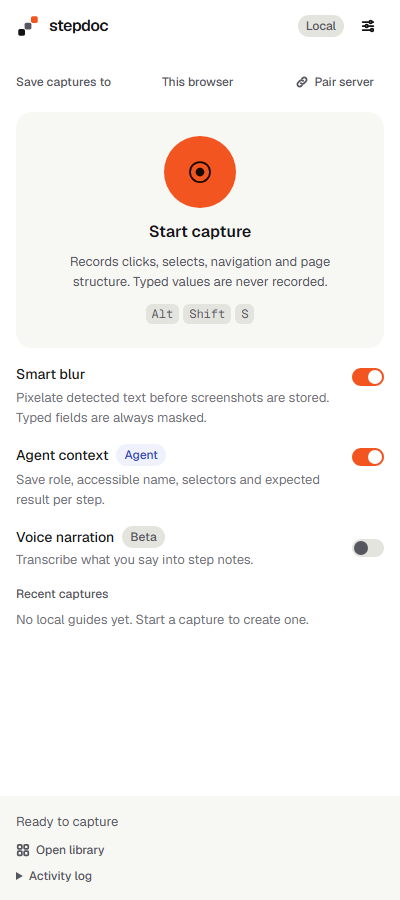 stepdoc
Local
Save captures to
This browser
Pair server
Start capture
Records clicks, selects, navigation and page
structure. Typed values are never recorded.
Alt Shift S
Smart blur
Pixelate detected text before screenshots are stored.
Typed fields are always masked.
Agent context Agent
Save role, accessible name, selectors and expected
result per step.
Voice narration Beta
Transcribe what you say into step notes.
Recent captures
No local guides yet. Start a capture to create one.
Ready to capture
Open library
Activity log